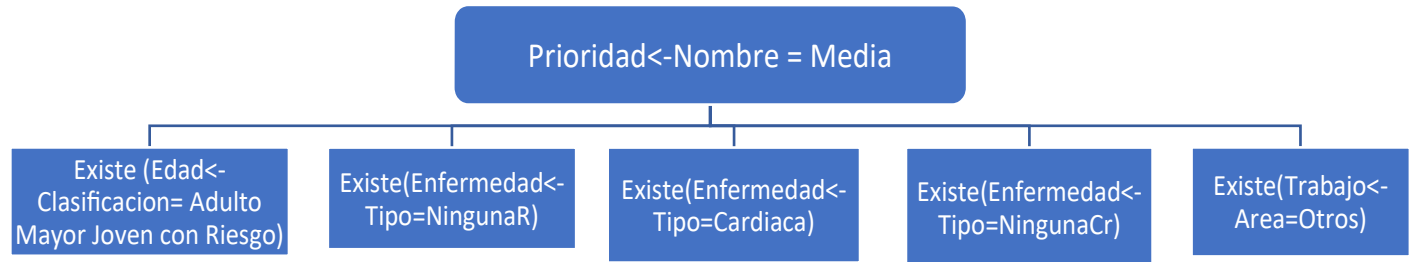 Prioridad<-Nombre = Media
Existe (Edad<-
Clasificacion= Adulto
Mayor Joven con Riesgo)
Existe(Enfermedad<-
Tipo=NingunaR)
Existe(Enfermedad<-
Tipo=Cardiaca)
Existe(Enfermedad<-
Tipo=NingunaCr)
Existe(Trabajo<-
Area=Otros)